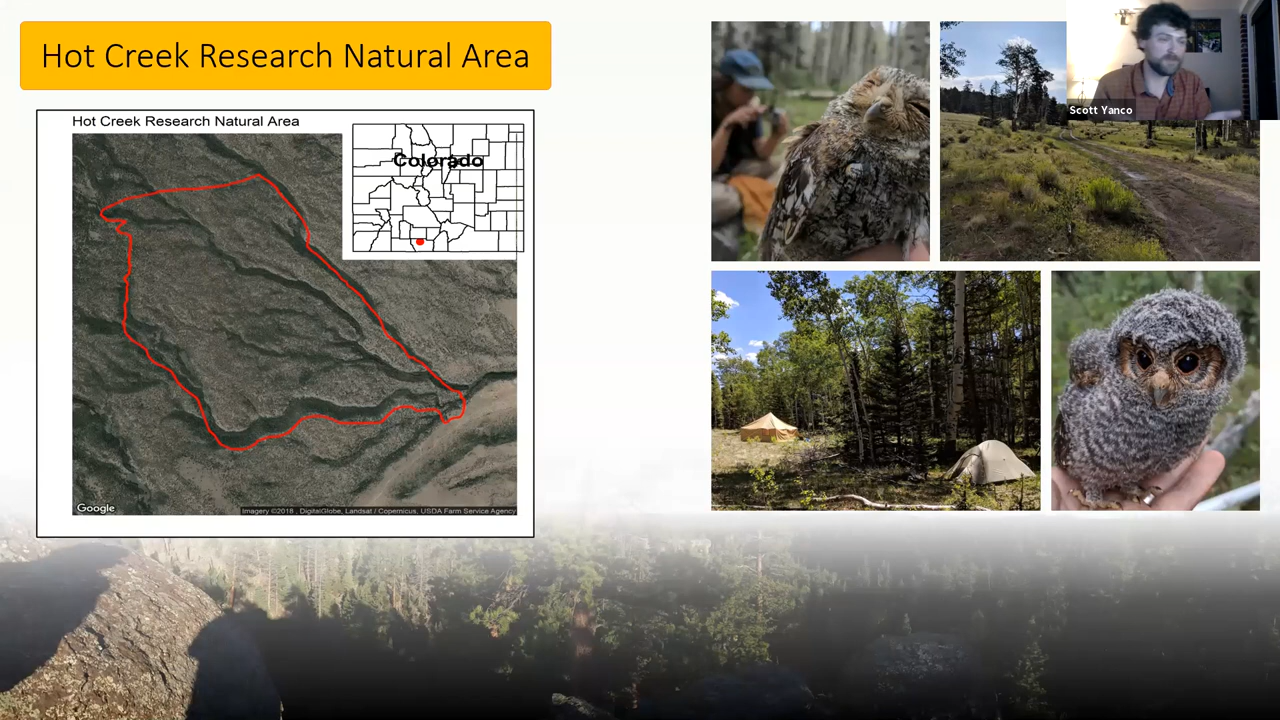 Hot Creek Research Natural Area
Hot Creek Research Natural Area
Colorado
Scott Yanco
Google
Imagery ©2018 , DigitalGlobe, Landsat / Copernicus, USDA Farm Service Agency